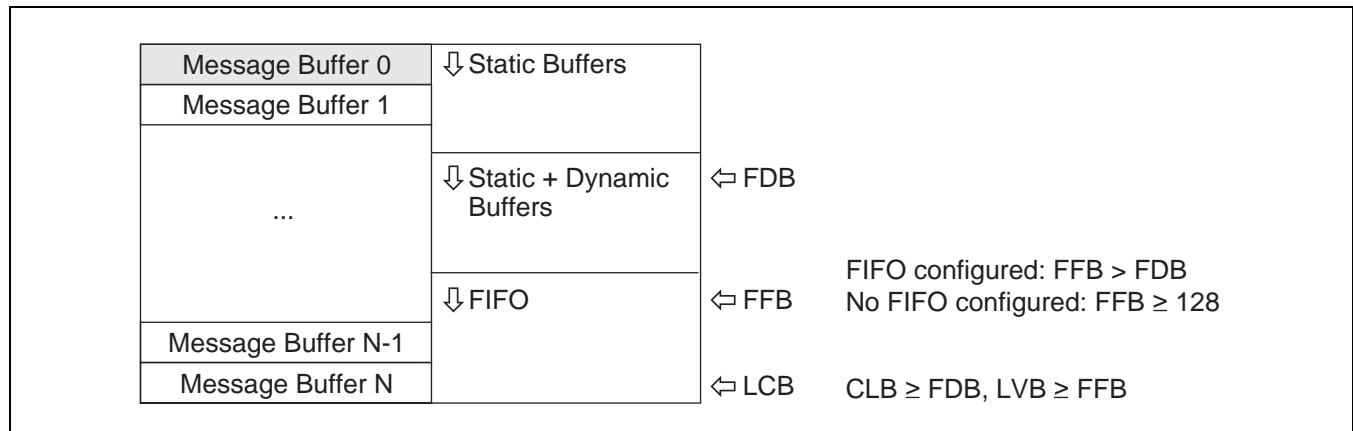 Message Buffer 0 ⇩ Static Buffers
Message Buffer 1
⇩ Static + Dynamic ⇦ FDB
... Buffers
FIFO configured: FFB > FDB
⇩ FIFO ⇦ FFB No FIFO configured: FFB ≥ 128
Message Buffer N-1
Message Buffer N ⇦ LCB CLB ≥ FDB, LVB ≥ FFB